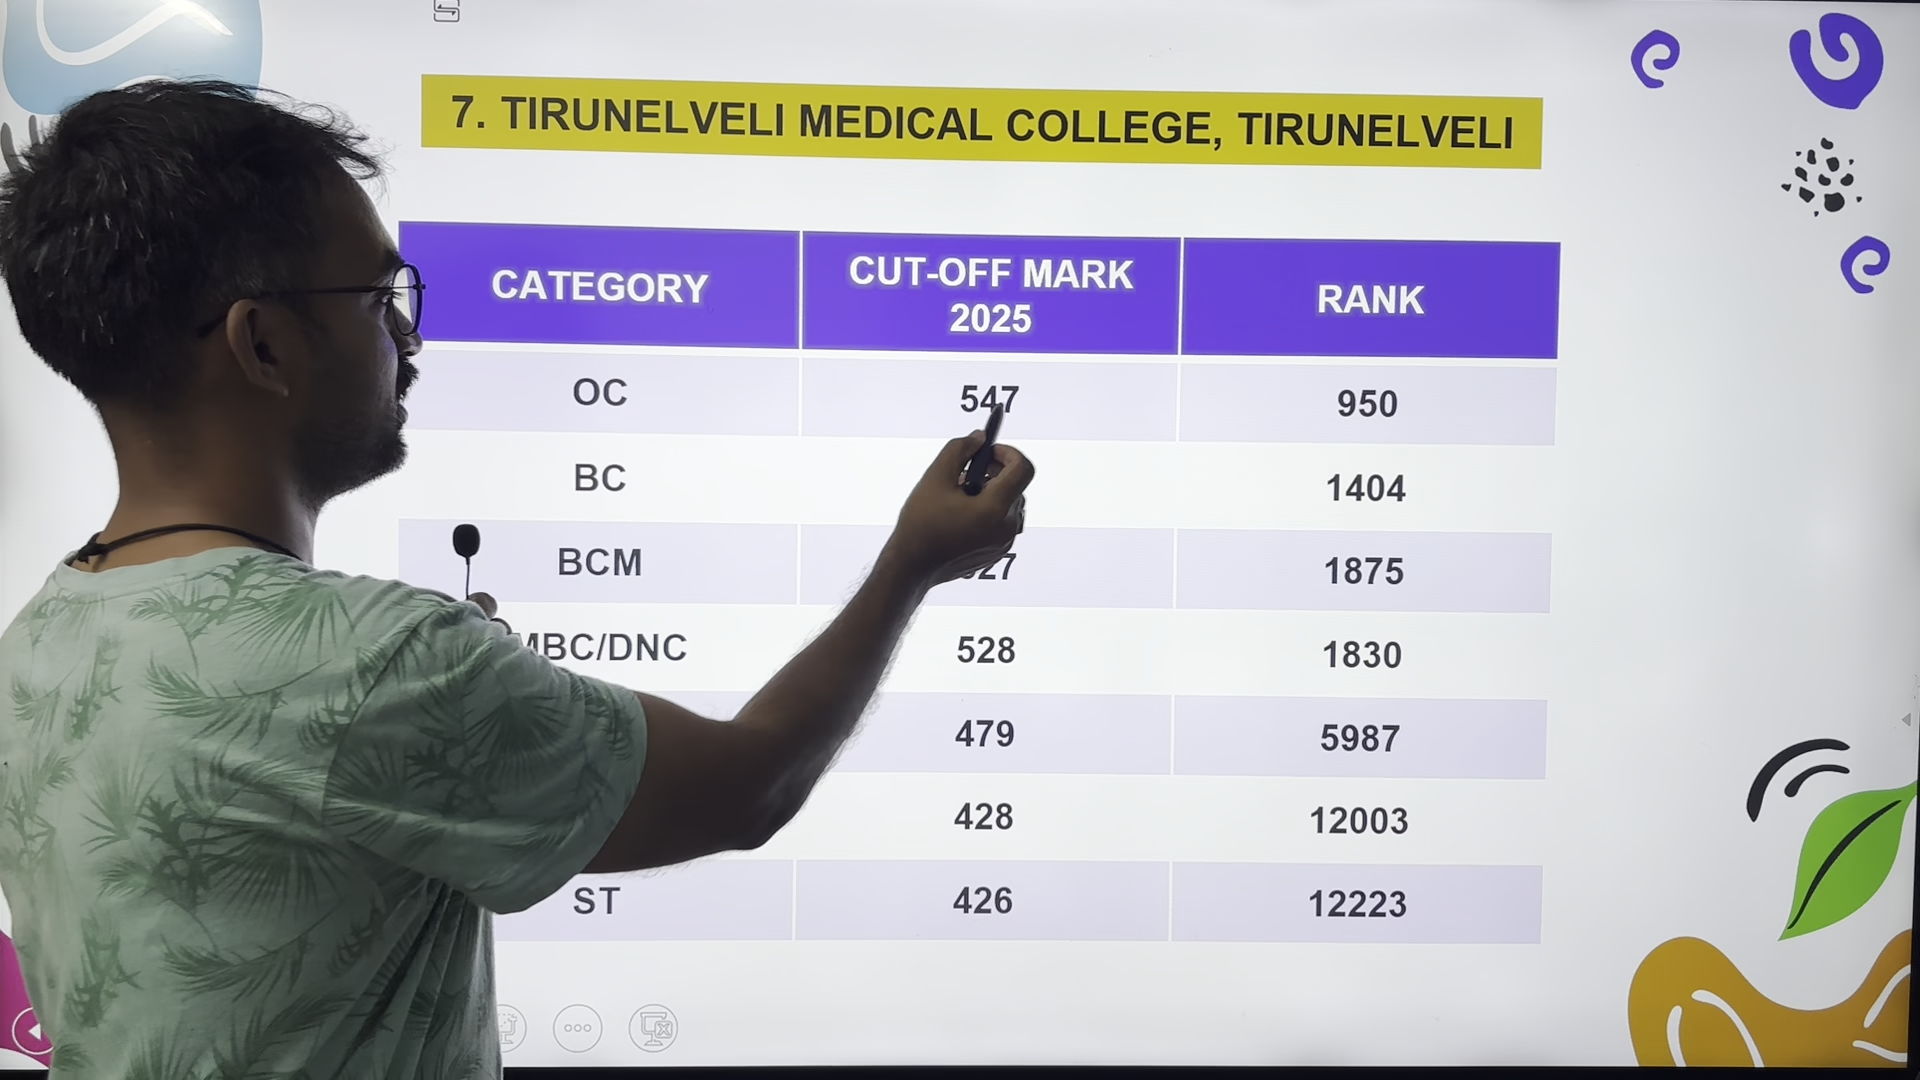 7. TIRUNELVELI MEDICAL COLLEGE, TIRUNELVELI
CATEGORY CUT-OFF MARK 2025 RANK
OC 547 950
BC 1404
BCM 1875
MBC/DNC 528 1830
479 5987
428 12003
ST 426 12223